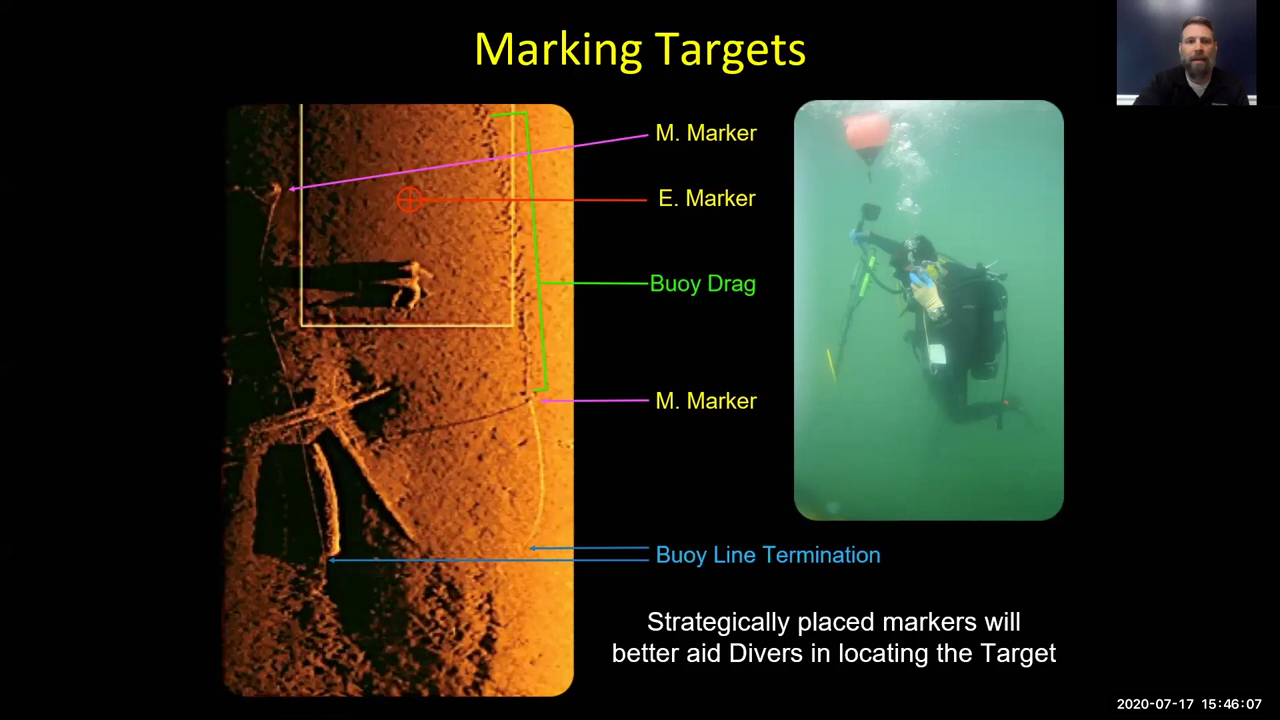 Marking Targets
M. Marker
E. Marker
Buoy Drag
M. Marker
Buoy Line Termination
Strategically placed markers will
better aid Divers in locating the Target
2020-07-17 15:46:07